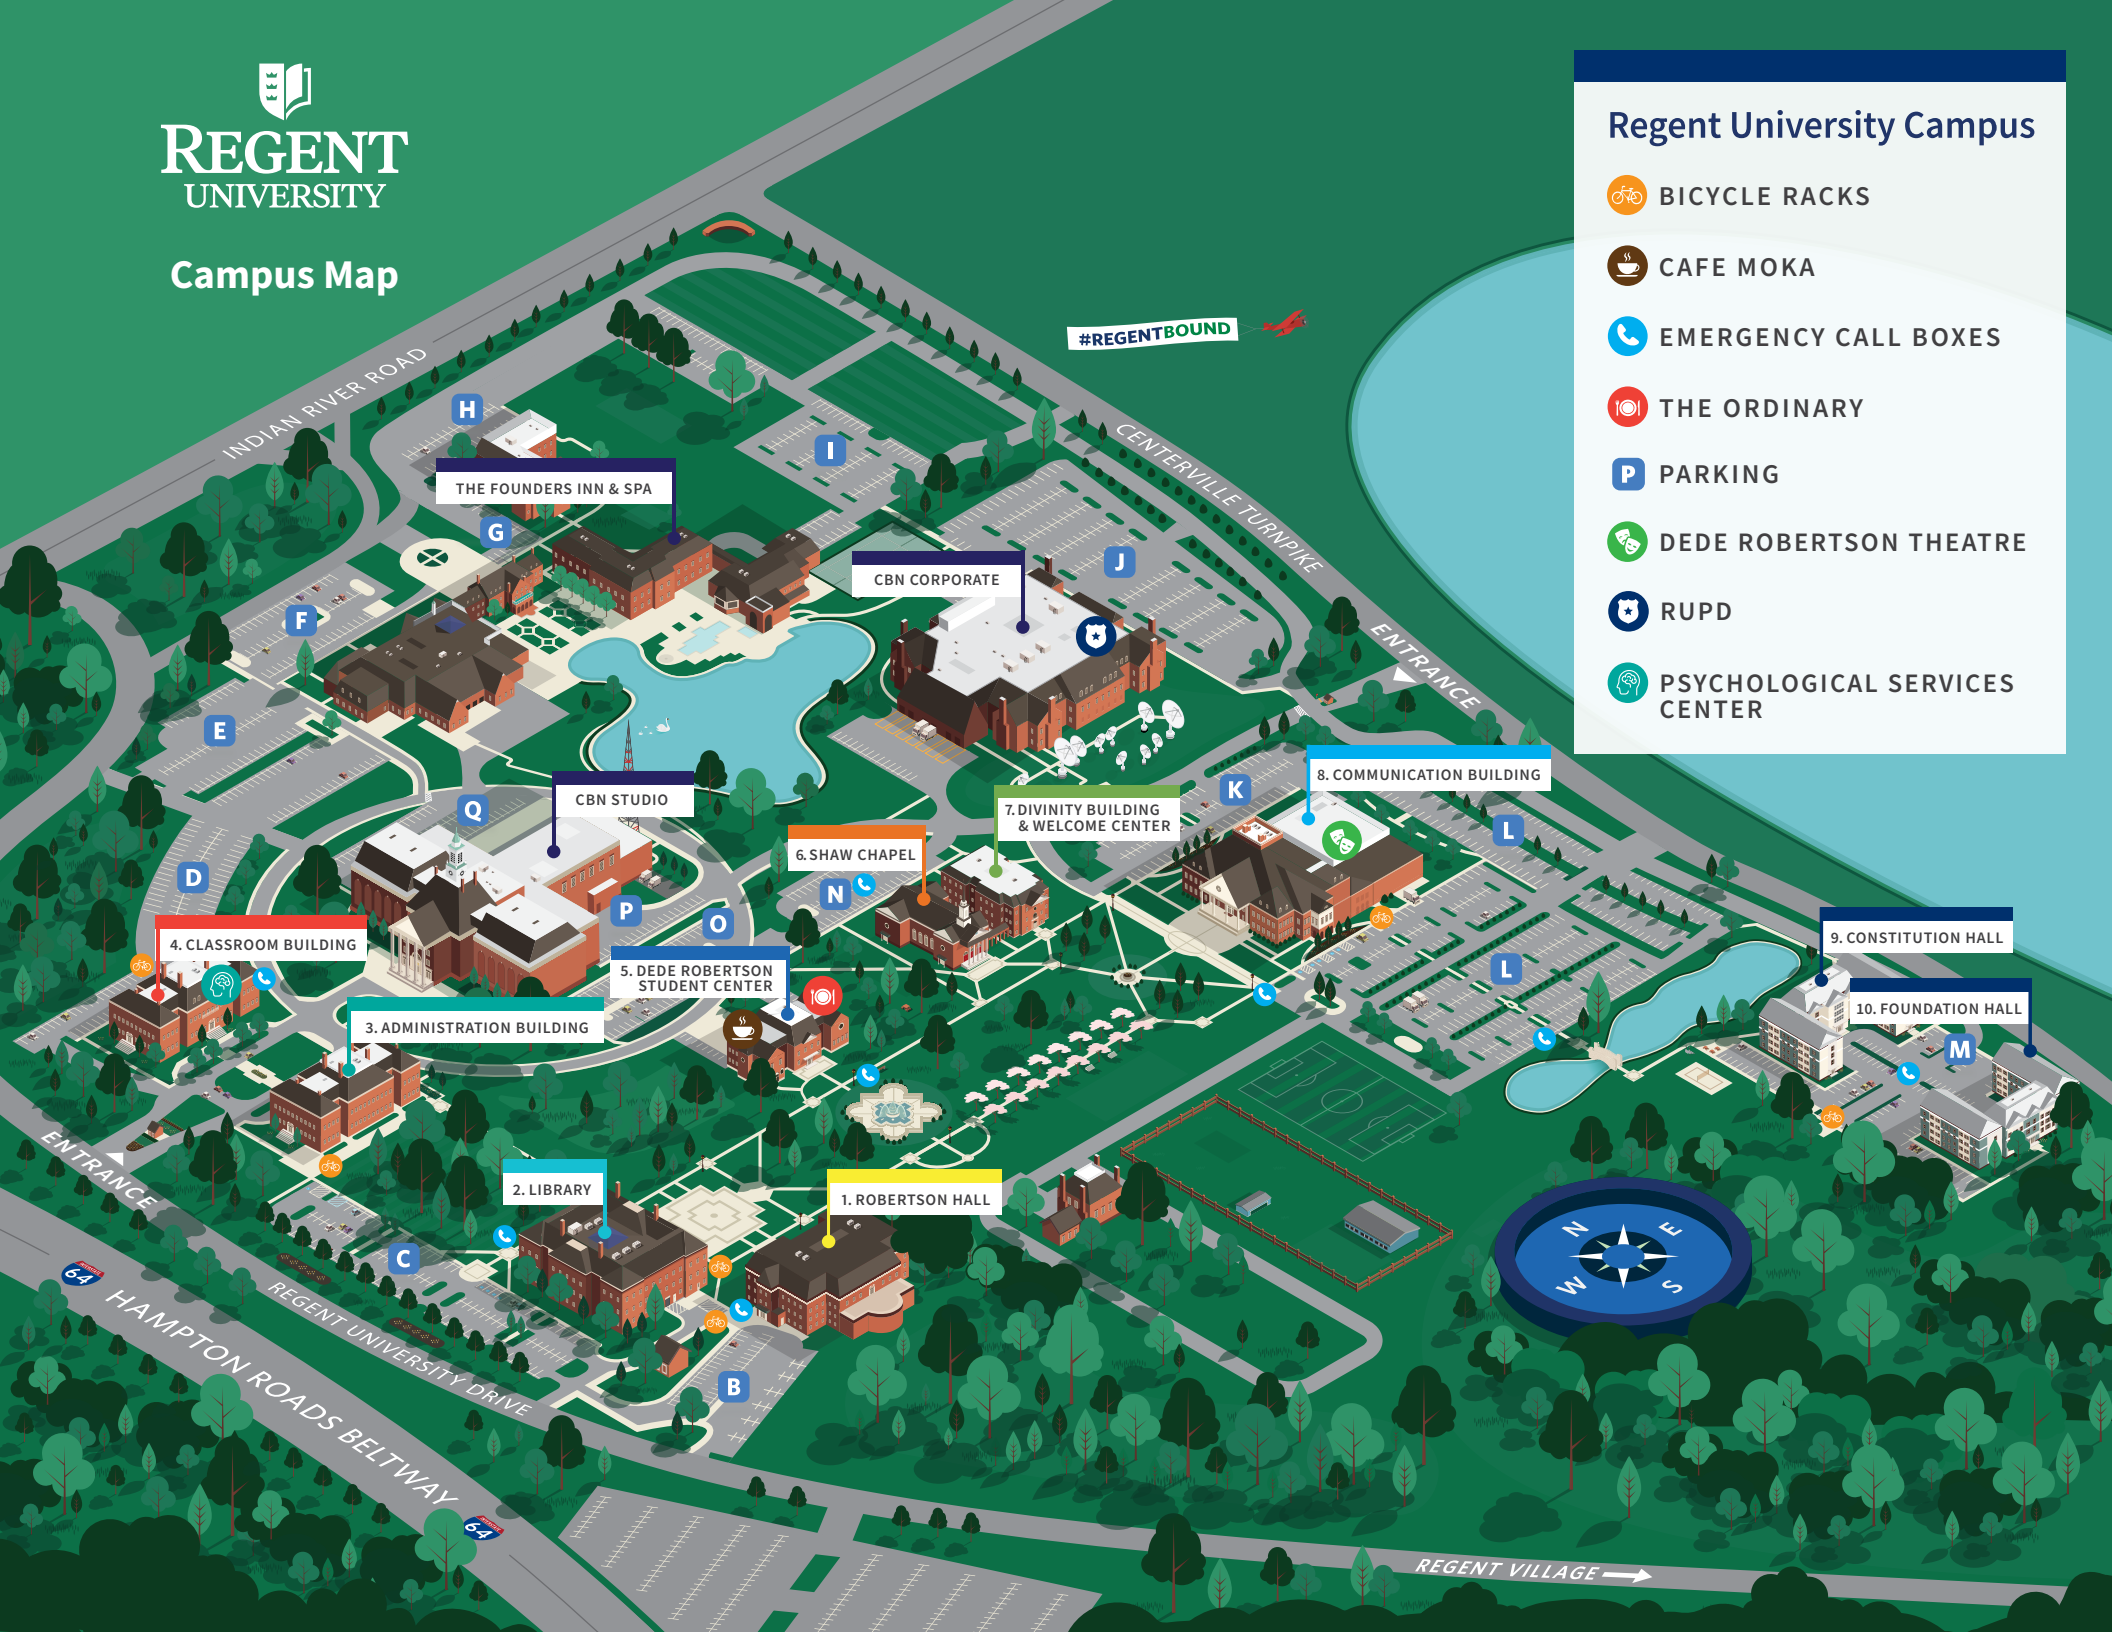 REGENT
UNIVERSITY
Campus Map
Regent University Campus
BICYCLE RACKS
CAFE MOKA
EMERGENCY CALL BOXES
THE ORDINARY
P PARKING
DEDE ROBERTSON THEATRE
RUPD
PSYCHOLOGICAL SERVICES
CENTER
#REGENTBOUND
INDIAN RIVER ROAD
CENTERVILLE TURNPIKE
H
I
THE FOUNDERS INN & SPA
G
J
CBN CORPORATE
F
ENTRANCE
E
8. COMMUNICATION BUILDING
K
CBN STUDIO
Q
7. DIVINITY BUILDING
& WELCOME CENTER
L
6. SHAW CHAPEL
D
N
P
O
4. CLASSROOM BUILDING
9. CONSTITUTION HALL
5. DEDE ROBERTSON
STUDENT CENTER
L
10. FOUNDATION HALL
3. ADMINISTRATION BUILDING
M
ENTRANCE
2. LIBRARY
1. ROBERTSON HALL
N
E
W
S
C
INTERSTATE
64
HAMPTON ROADS BELTWAY
REGENT UNIVERSITY DRIVE
B
INTERSTATE
64
REGENT VILLAGE